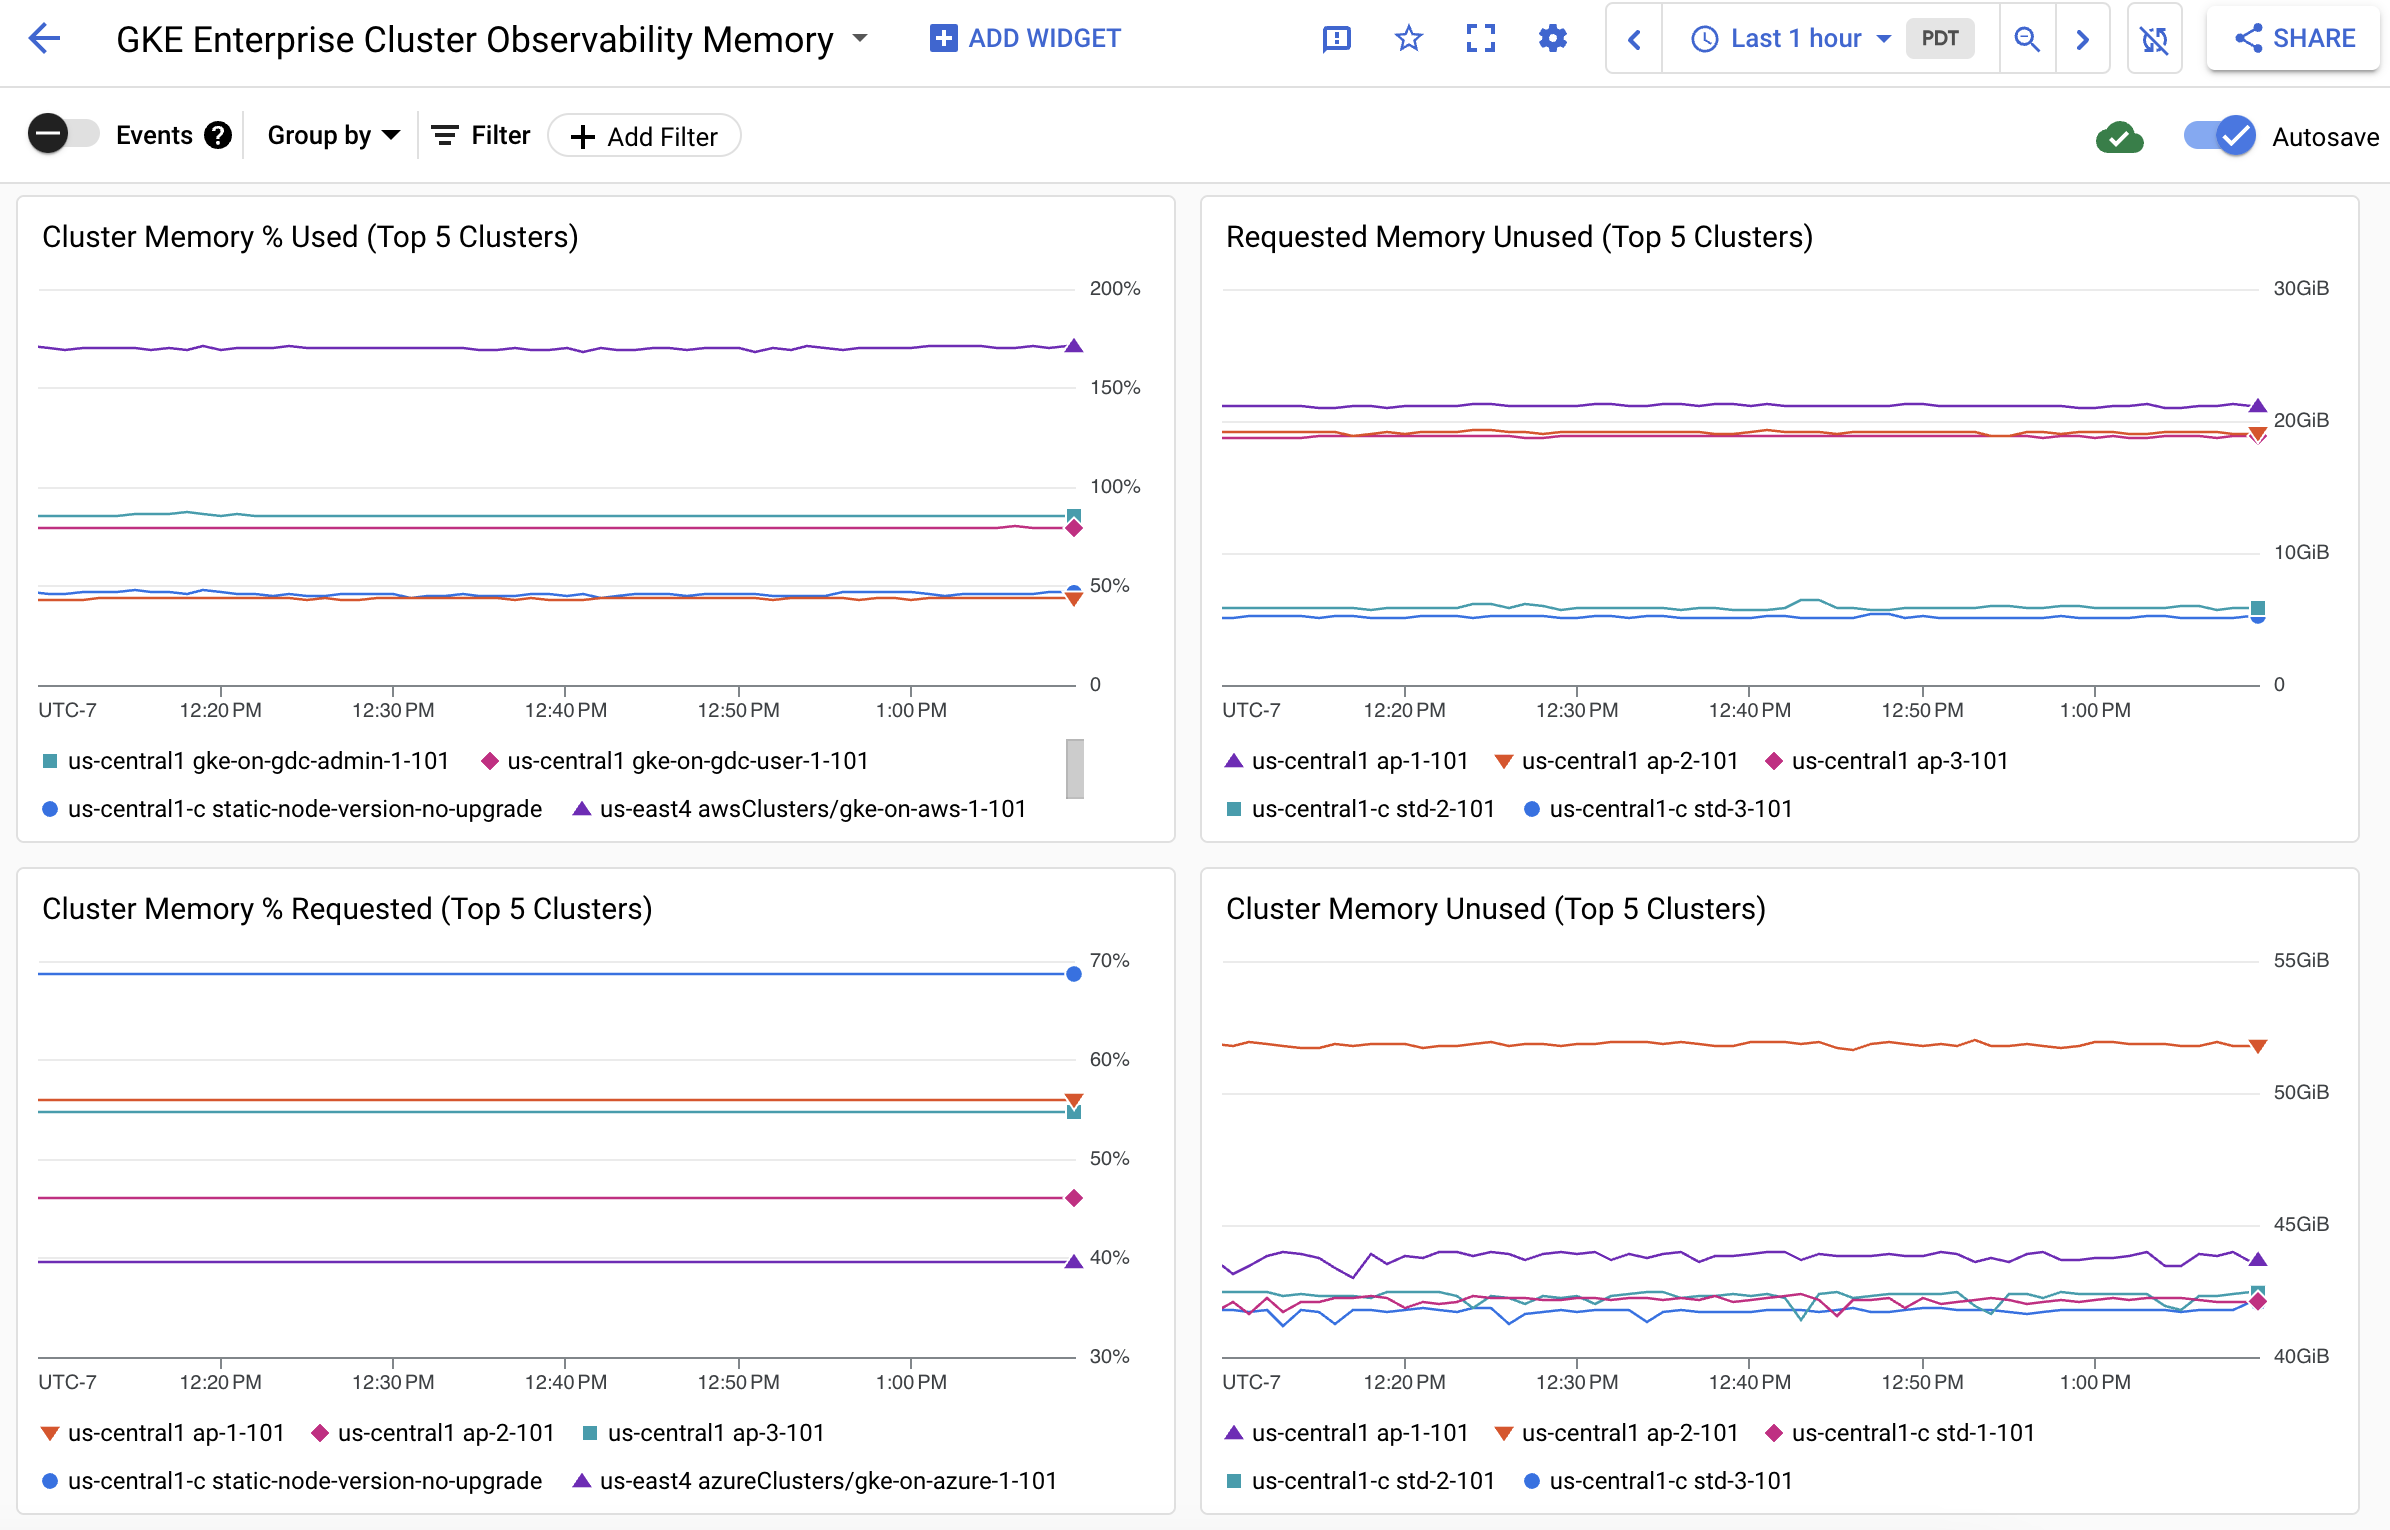 GKE Enterprise Cluster Observability Memory
ADD WIDGET
Last 1 hour
PDT
SHARE
Events
Group by
Filter
Add Filter
Autosave
Cluster Memory % Used (Top 5 Clusters)
200%
150%
100%
50%
0
UTC-7 12:20 PM 12:30 PM 12:40 PM 12:50 PM 1:00 PM
us-central1 gke-on-gdc-admin-1-101 us-central1 gke-on-gdc-user-1-101
us-central1-c static-node-version-no-upgrade us-east4 awsClusters/gke-on-aws-1-101
Requested Memory Unused (Top 5 Clusters)
30GiB
20GiB
10GiB
0
UTC-7 12:20 PM 12:30 PM 12:40 PM 12:50 PM 1:00 PM
us-central1 ap-1-101 us-central1 ap-2-101 us-central1 ap-3-101
us-central1-c std-2-101 us-central1-c std-3-101
Cluster Memory % Requested (Top 5 Clusters)
70%
60%
50%
40%
30%
UTC-7 12:20 PM 12:30 PM 12:40 PM 12:50 PM 1:00 PM
us-central1 ap-1-101 us-central1 ap-2-101 us-central1 ap-3-101
us-central1-c static-node-version-no-upgrade us-east4 azureClusters/gke-on-azure-1-101
Cluster Memory Unused (Top 5 Clusters)
55GiB
50GiB
45GiB
40GiB
UTC-7 12:20 PM 12:30 PM 12:40 PM 12:50 PM 1:00 PM
us-central1 ap-1-101 us-central1 ap-2-101 us-central1-c std-1-101
us-central1-c std-2-101 us-central1-c std-3-101